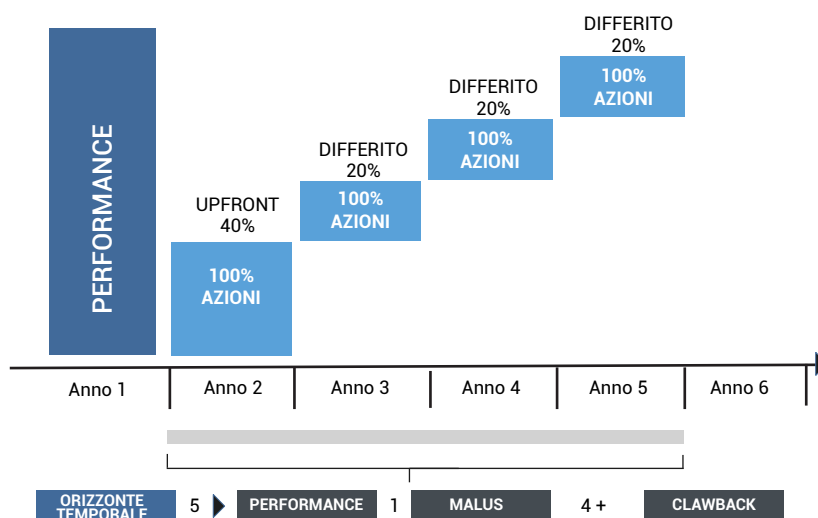 PERFORMANCE
UPFRONT
40%
100%
AZIONI
DIFFERITO
20%
100%
AZIONI
DIFFERITO
20%
100%
AZIONI
DIFFERITO
20%
100%
AZIONI
Anno 1
Anno 2
Anno 3
Anno 4
Anno 5
Anno 6
ORIZZONTE
TEMPORALE
5
PERFORMANCE
1
MALUS
4 +
CLAWBACK